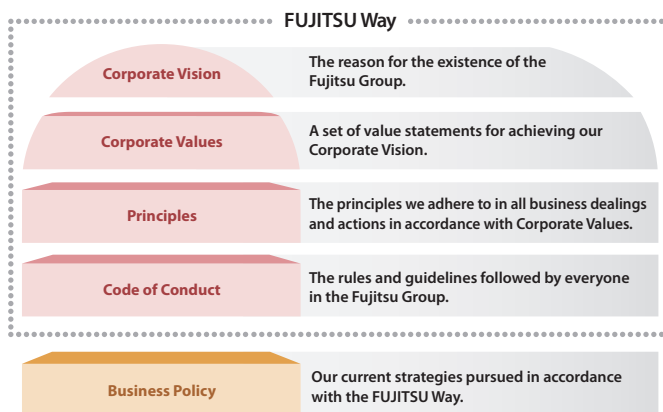 FUJITSU Way
Corporate Vision
The reason for the existence of the
Fujitsu Group.
Corporate Values
A set of value statements for achieving our
Corporate Vision.
Principles
The principles we adhere to in all business dealings
and actions in accordance with Corporate Values.
Code of Conduct
The rules and guidelines followed by everyone
in the Fujitsu Group.
Business Policy
Our current strategies pursued in accordance
with the FUJITSU Way.